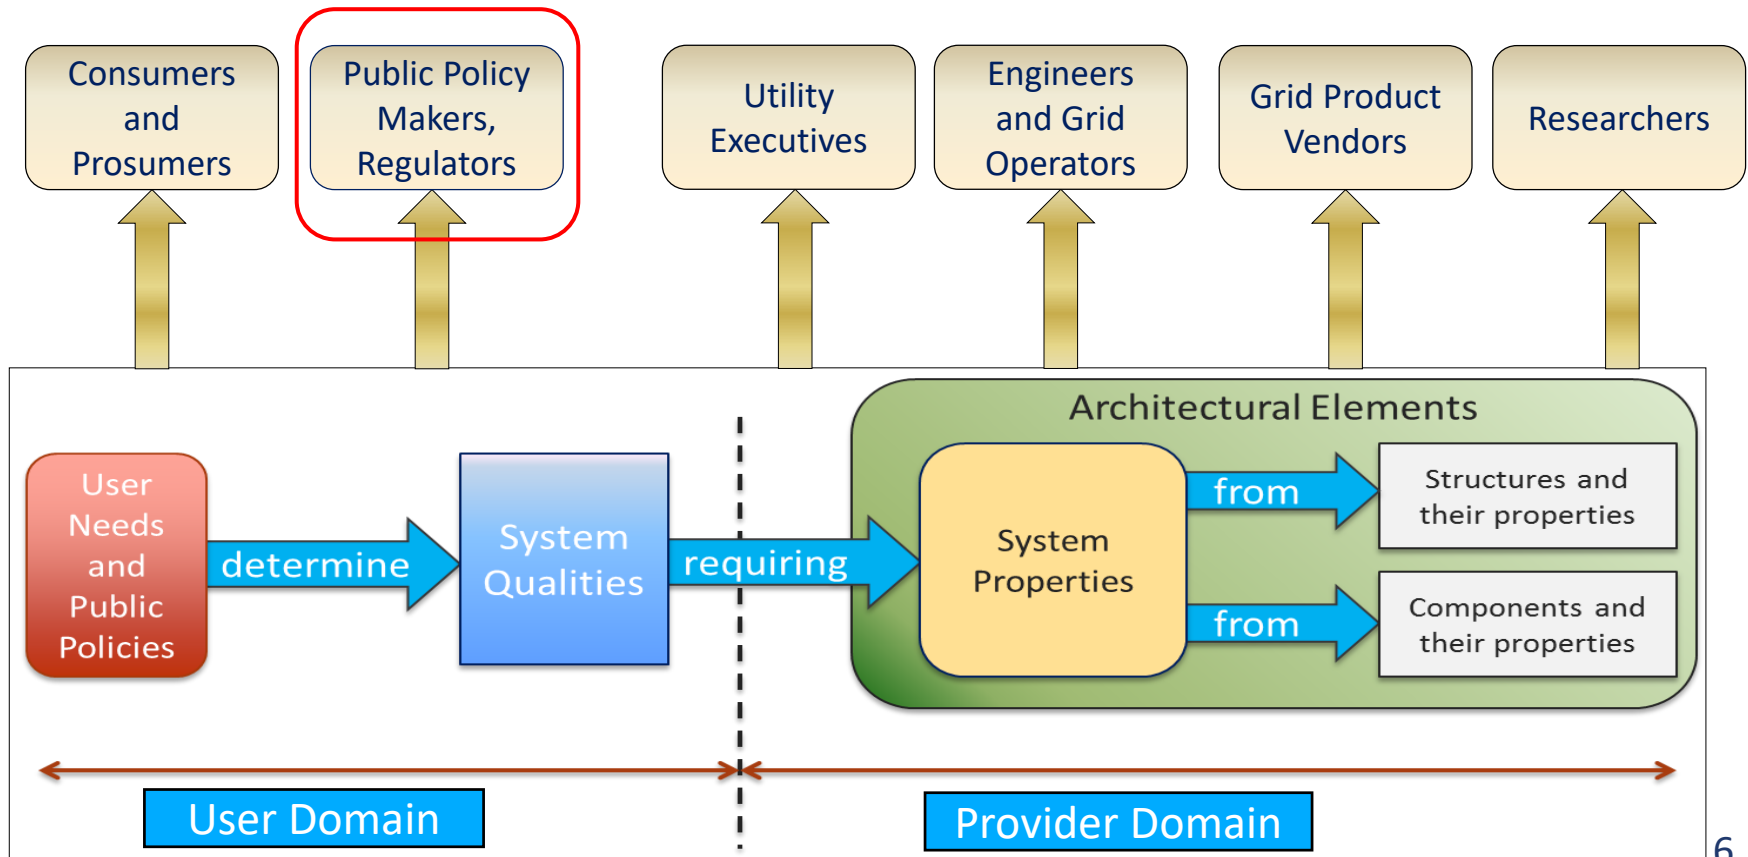 Consumers
and
Prosumers
Public Policy
Makers,
Regulators
Utility
Executives
Engineers
and Grid
Operators
Grid Product
Vendors
Researchers
Architectural Elements
User
Needs
and
Public
Policies
determine
System
Qualities
requiring
System
Properties
from
Structures and
their properties
from
Components and
their properties
User Domain
Provider Domain
6